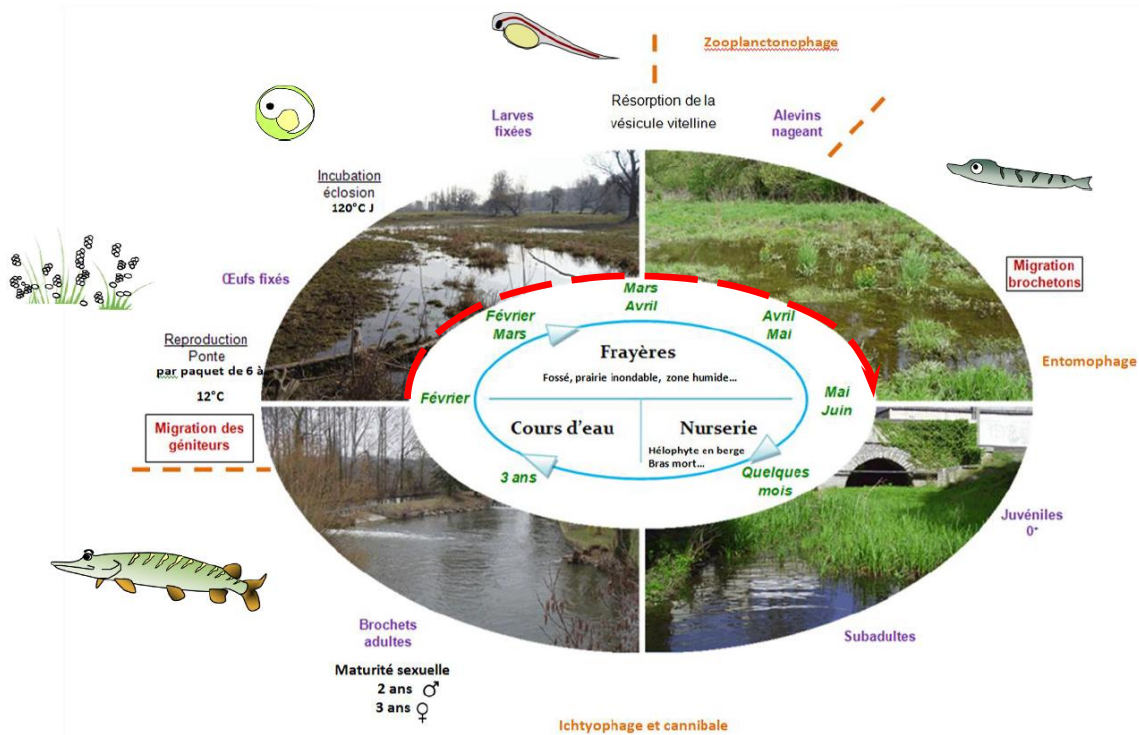 Zooplanctonophage
Résorption de la
vésicule vitelline
Larves
fixées
Alevins
nageant
Incubation
éclosion
120°C J
Œufs fixés
Migration
brochetons
Mars
Avril
Février
Mars
Avril
Mai
Reproduction
Ponte
par paquet de 6 à
12°C
Frayères
Fossé, prairie inondable, zone humide...
Entomophage
Février
Mai
Juin
Migration des
géniteurs
Cours d'eau
Nurserie
Hélophyte en berge
Bras mort...
3 ans
Quelques
mois
Juvéniles
0⁺
Brochets
adultes
Subadultes
Maturité sexuelle
2 ans ♂
3 ans ♀
Ichtyophage et cannibale